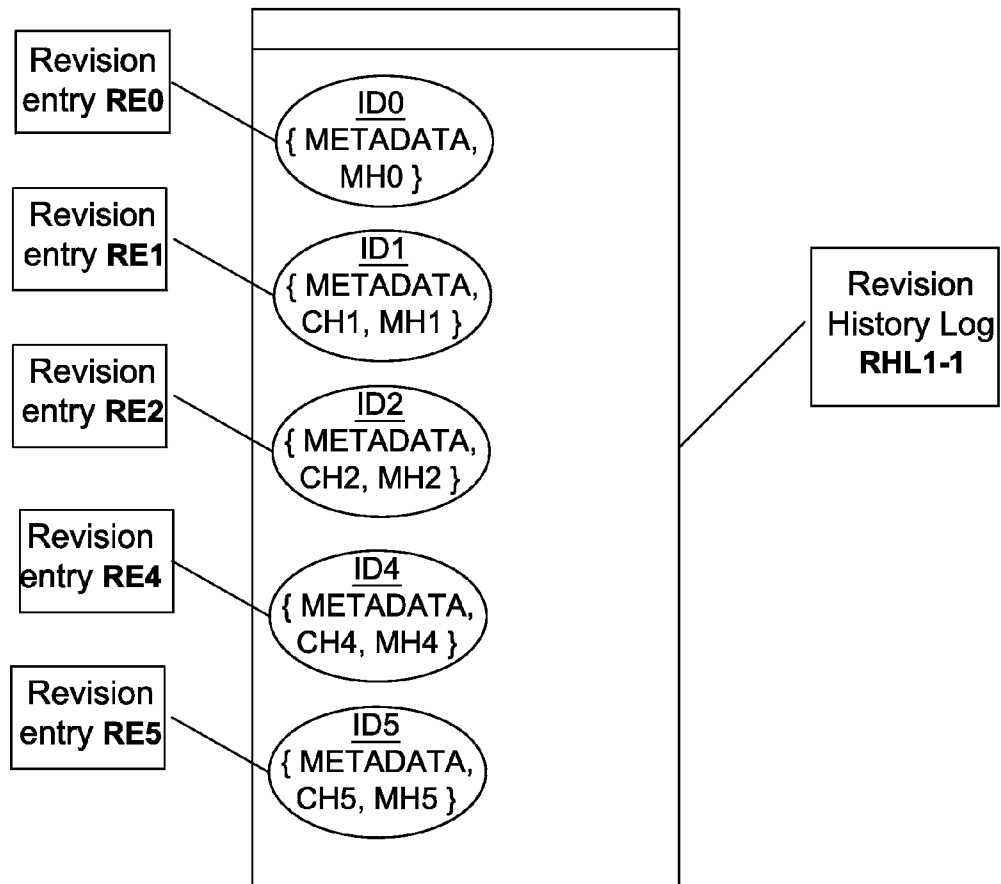 Revision
entry RE0
ID0
{ METADATA,
MH0 }
Revision
entry RE1
ID1
{ METADATA,
CH1, MH1 }
Revision
History Log
RHL1-1
Revision
entry RE2
ID2
{ METADATA,
CH2, MH2 }
Revision
entry RE4
ID4
{ METADATA,
CH4, MH4 }
Revision
entry RE5
ID5
{ METADATA,
CH5, MH5 }